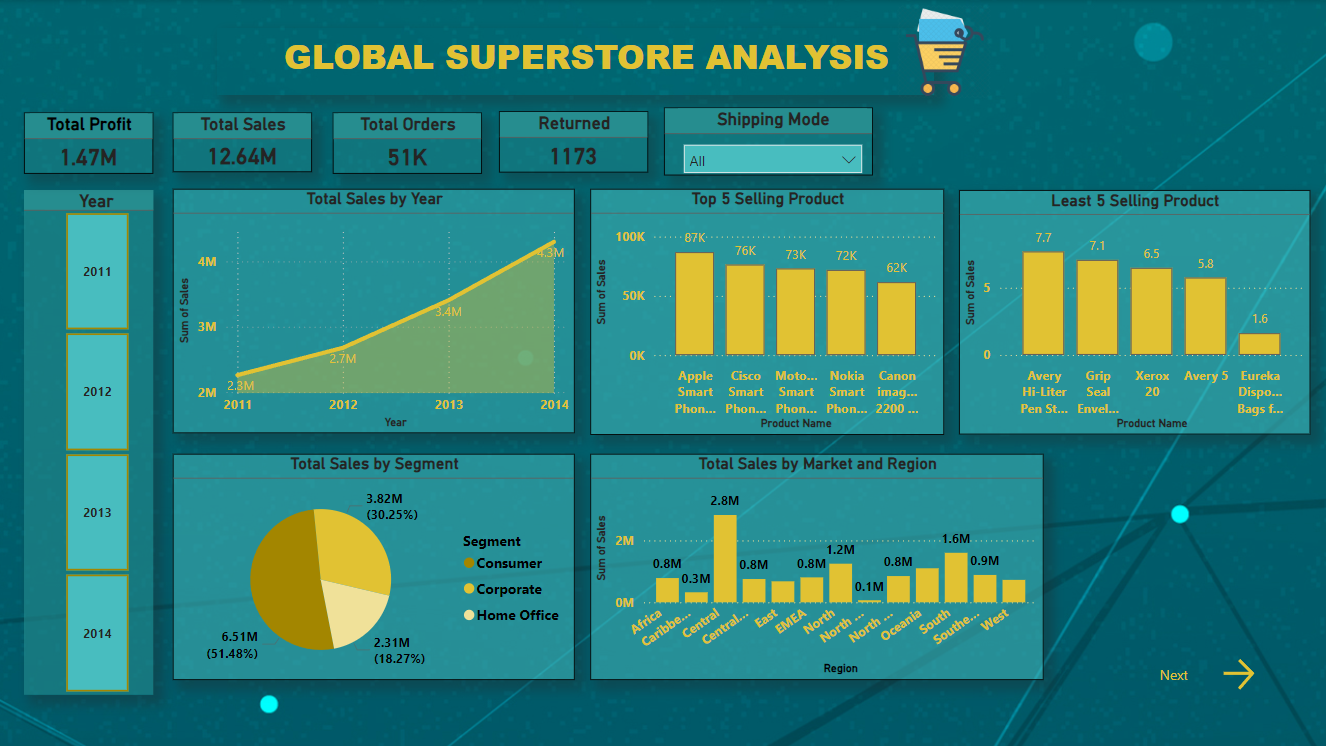 GLOBAL SUPERSTORE ANALYSIS
Total Profit
1.47M
Total Sales
12.64M
Total Orders
51K
Returned
1173
Shipping Mode
All
Year
2011
2012
2013
2014
Total Sales by Year
Sum of Sales
4M
3M
2M
2.3M
2.7M
3.4M
4.3M
2011 2012 2013 2014
Year
Top 5 Selling Product
Sum of Sales
100K
50K
0K
87K 76K 73K 72K 62K
Apple Cisco Moto... Nokia Canon
Smart Smart Smart Smart imag...
Phon... Phon... Phon... Phon... 2200 ...
Product Name
Least 5 Selling Product
Sum of Sales
5
0
7.7 7.1 6.5 5.8 1.6
Avery Grip Xerox Avery 5 Eureka
Hi-Liter Seal 20 Dispo...
Pen St... Envel... Bags f...
Product Name
Total Sales by Segment
3.82M
(30.25%)
2.31M
(18.27%)
6.51M
(51.48%)
Segment
Consumer
Corporate
Home Office
Total Sales by Market and Region
Sum of Sales
2M
0M
0.8M 0.3M 2.8M 0.8M 0.8M 1.2M 0.1M 0.8M 1.6M 0.9M
Africa Caribbe... Central Central... East EMEA North North ... North ... Oceania South Southe... West
Region
Next